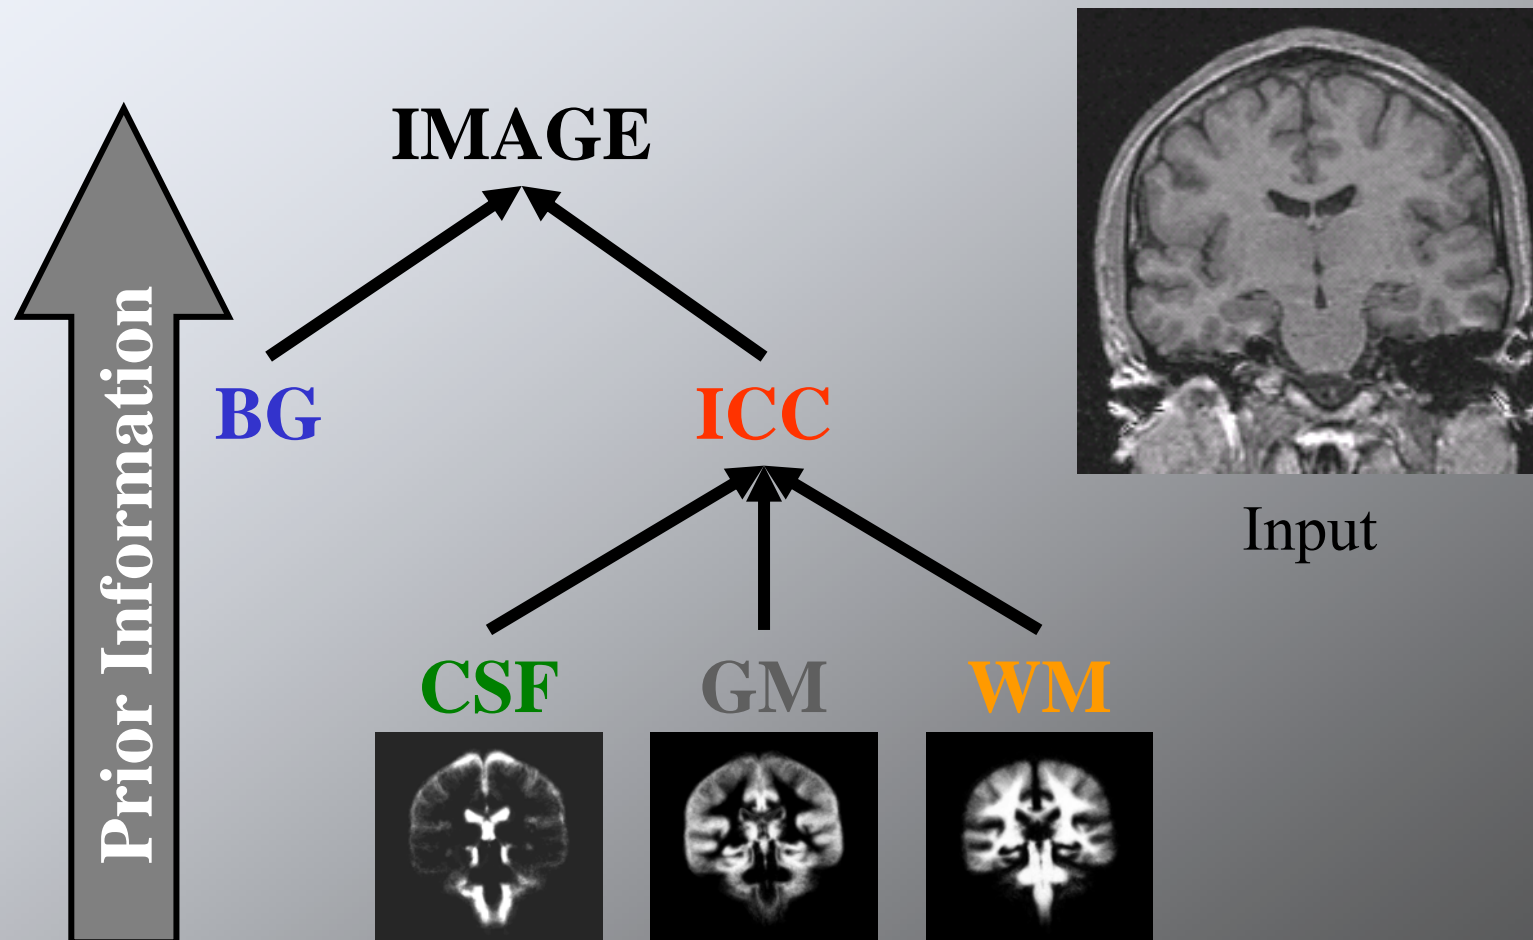 IMAGE
BG
ICC
Input
CSF
GM
WM
Prior Information